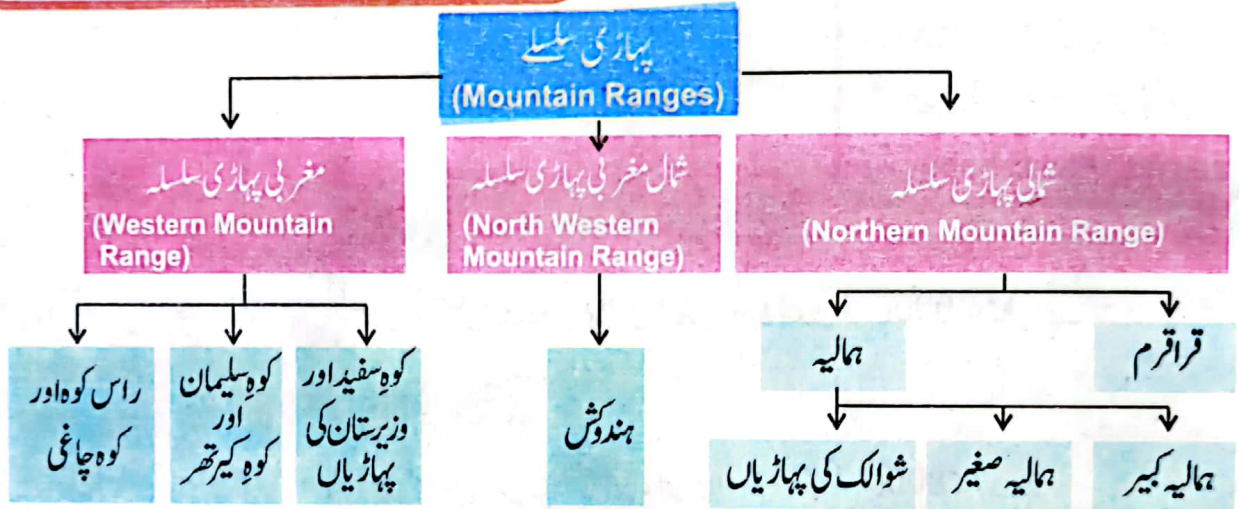 پہاڑی سلسلے
(Mountain Ranges)
شمالی پہاڑی سلسلہ
(Northern Mountain Range)
شمال مغربی پہاڑی سلسلہ
(North Western
Mountain Range)
مغربی پہاڑی سلسلہ
(Western Mountain
Range)
قراقرم
ہمالیہ
ہمالیہ کبیر
ہمالیہ صغیر
شوالک کی پہاڑیاں
ہندوکش
کوہِ سفید اور
وزیرستان کی
پہاڑیاں
کوہِ سلیمان
اور
کوہِ کیرتھر
راس کوہ اور
کوہ چاغی